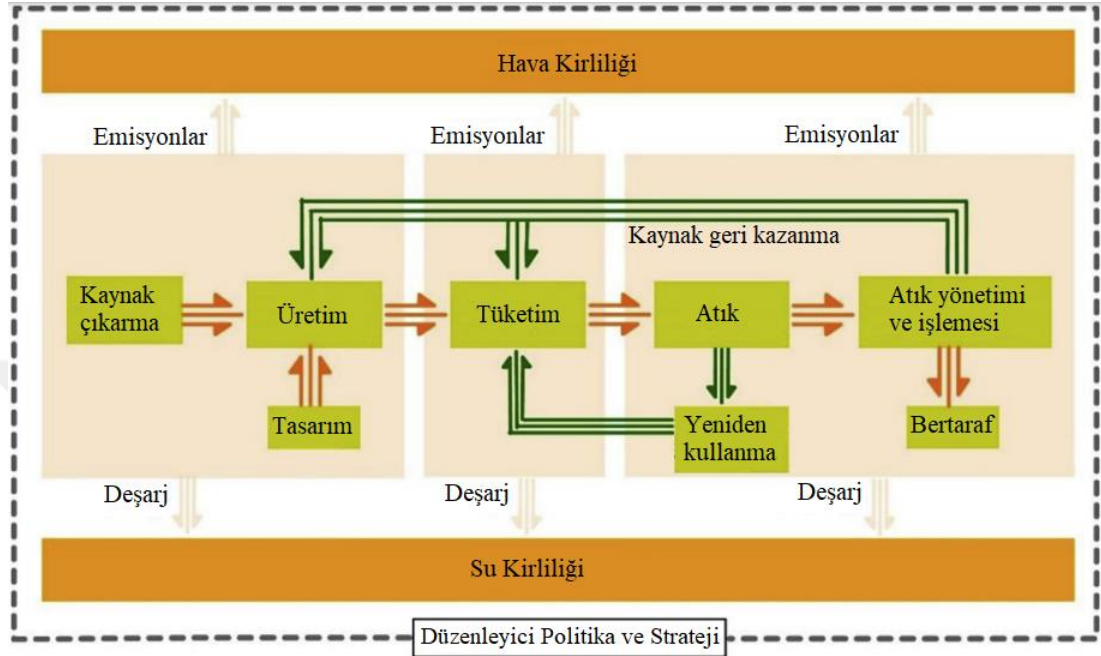 Hava Kirliliği
Emisyonlar
Emisyonlar
Emisyonlar
Kaynak geri kazanma
Kaynak
çıkarma
Üretim
Tüketim
Atık
Atık yönetimi
ve işlemesi
Tasarım
Yeniden
kullanma
Bertaraf
Deşarj
Deşarj
Deşarj
Su Kirliliği
Düzenleyici Politika ve Strateji